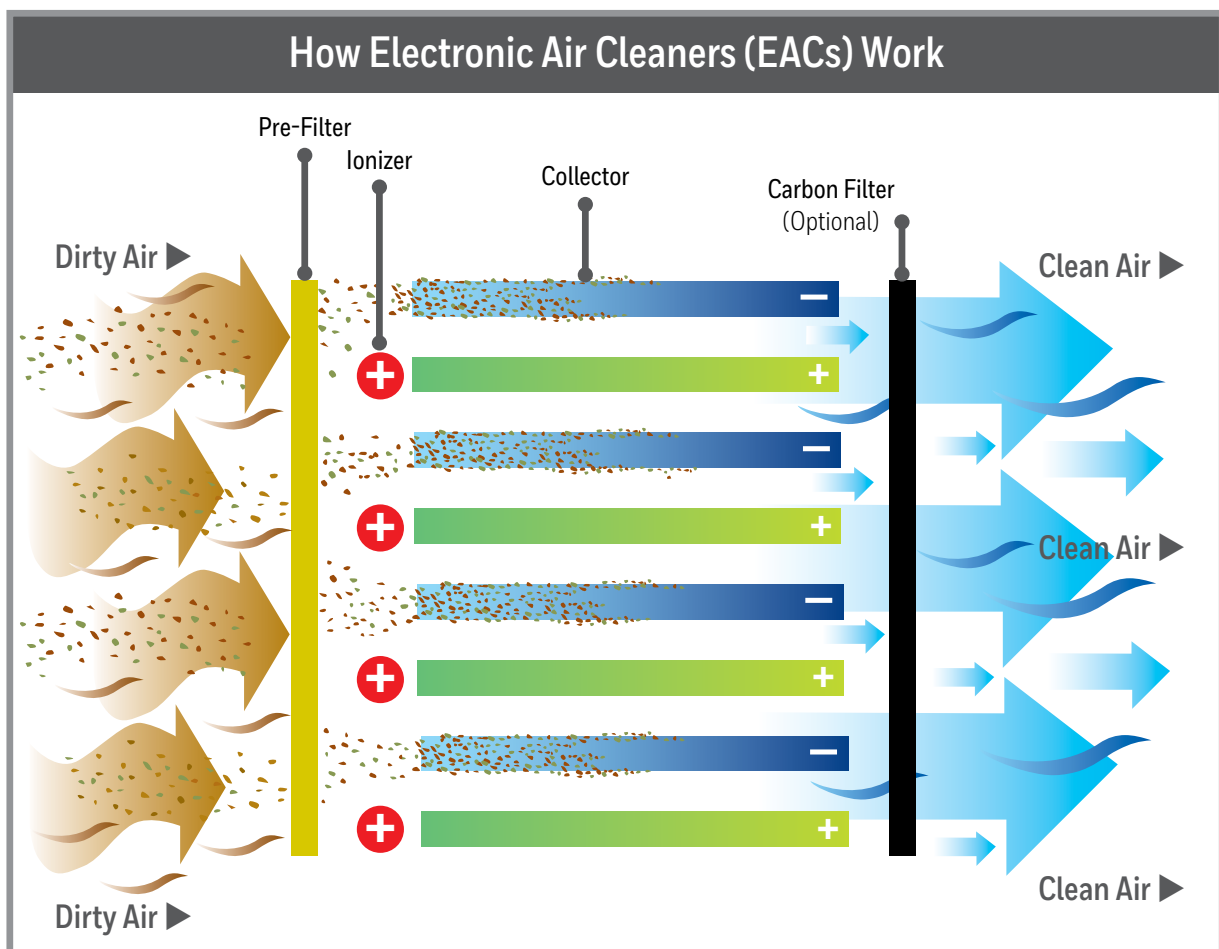 How Electronic Air Cleaners (EACs) Work
Pre-Filter
Ionizer
Collector
Carbon Filter
(Optional)
Dirty Air ▶
Clean Air ▶
−
+
+
−
+
+
Clean Air ▶
−
+
+
−
+
+
Clean Air ▶
Dirty Air ▶